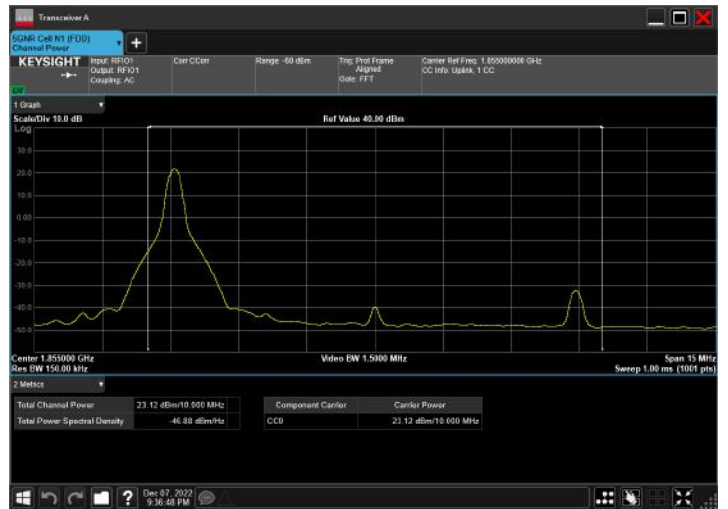 Transceiver A
5GNR Cell N1 (FDD)
Channel Power
KEYSIGHT
Input: RFIO1
Output: RFIO1
Coupling: AC
Corr CCorr
Range -60 dBm
Trig: Prot Frame
Aligned
Gate: FFT
Carrier Ref Freq: 1.855000000 GHz
CC Info: Uplink, 1 CC
1 Graph
Scale/Div 10.0 dB
Ref Value 40.00 dBm
Log
30.0
20.0
10.0
0.00
-10.0
-20.0
-30.0
-40.0
-50.0
Center 1.855000 GHz
Video BW 1.5000 MHz
Span 15 MHz
Res BW 150.00 kHz
Sweep 1.00 ms (1001 pts)
2 Metrics
Total Channel Power 23.12 dBm/10.000 MHz
Total Power Spectral Density -46.88 dBm/Hz
Component Carrier Carrier Power
CC0 23.12 dBm/10.000 MHz
Dec 07, 2022
9:36:48 PM